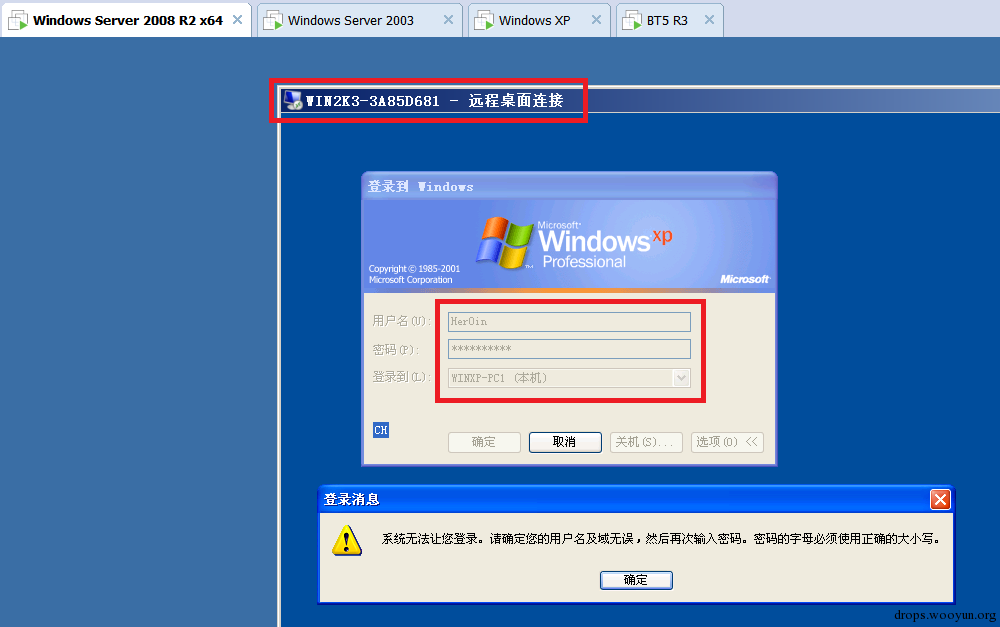 Windows Server 2008 R2 x64
Windows Server 2003
Windows XP
BT5 R3
WIN2K3-3A85D681 - 远程桌面连接
登录到 Windows
Microsoft®
Windows xp
Professional
TM
Copyright © 1985-2001
Microsoft Corporation
Microsoft
用户名(U):
Her0in
密码(P):
**********
登录到(L):
WINXP-PC1 (本机)
CH
确定
取消
关机(S)...
选项(O) <<
登录消息
系统无法让您登录。请确定您的用户名及域无误，然后再次输入密码。密码的字母必须使用正确的大小写。
确定
drops.wooyun.org